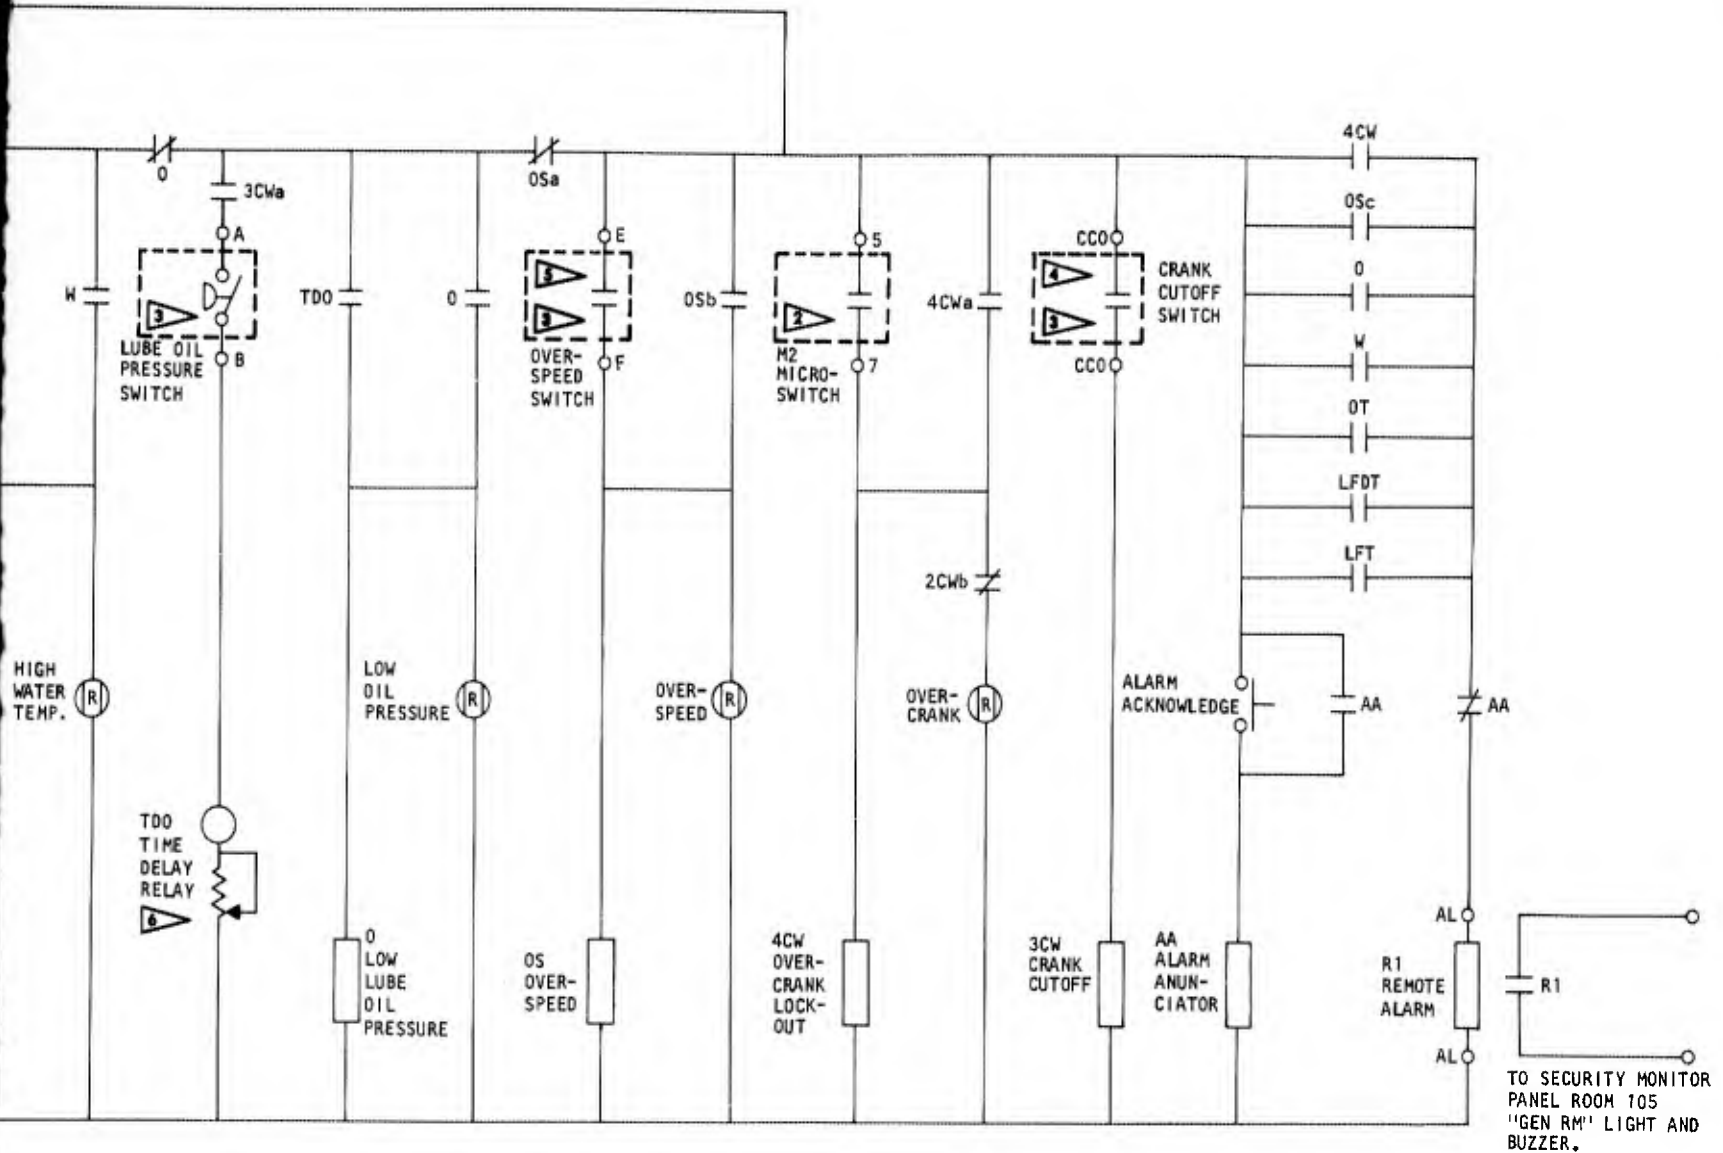 4CW
O
OSa
3CWa
A
OSc
E
5
CCO
5
4
CRANK
CUTOFF
SWITCH
O
W
TDO
O
OSb
4CWa
3
3
2
3
LUBE OIL
PRESSURE
SWITCH
B
OVER-
SPEED
SWITCH
F
M2
MICRO-
SWITCH
7
CCO
W
OT
LFDT
LFT
2CWb
HIGH
WATER
TEMP.
R
LOW
OIL
PRESSURE
R
OVER-
SPEED
R
OVER-
CRANK
R
ALARM
ACKNOWLEDGE
AA
AA
TDO
TIME
DELAY
RELAY
6
O
LOW
LUBE
OIL
PRESSURE
OS
OVER-
SPEED
4CW
OVER-
CRANK
LOCK-
OUT
3CW
CRANK
CUTOFF
AA
ALARM
ANUN-
CIATOR
AL
R1
REMOTE
ALARM
R1
AL
TO SECURITY MONITOR
PANEL ROOM 105
"GEN RM" LIGHT AND
BUZZER.